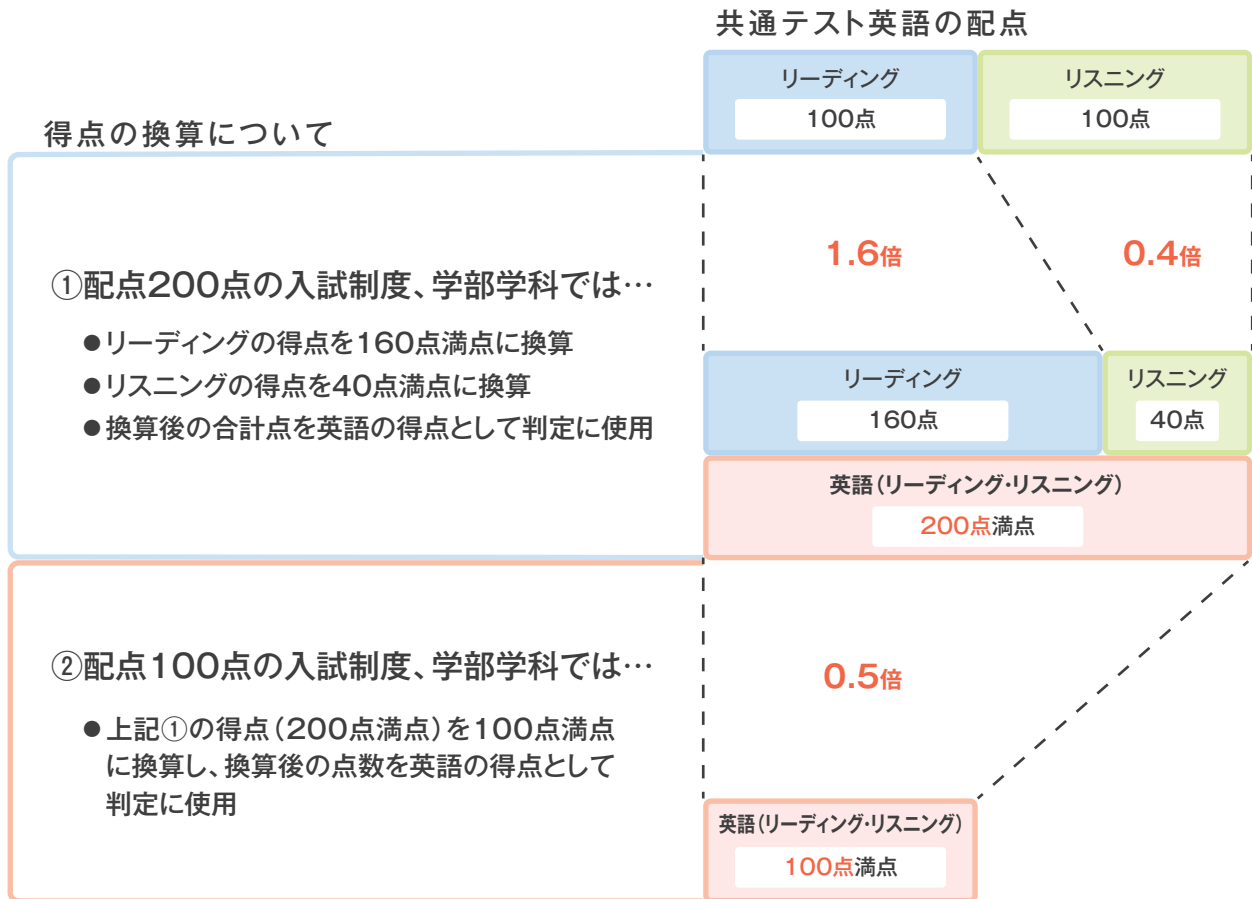 共通テスト英語の配点
リーディング
100点
リスニング
100点
得点の換算について
①配点200点の入試制度、学部学科では…
●リーディングの得点を160点満点に換算
●リスニングの得点を40点満点に換算
●換算後の合計点を英語の得点として判定に使用
1.6倍
0.4倍
リーディング
160点
リスニング
40点
英語(リーディング・リスニング)
200点満点
②配点100点の入試制度、学部学科では…
●上記①の得点(200点満点)を100点満点
に換算し、換算後の点数を英語の得点として
判定に使用
0.5倍
英語(リーディング・リスニング)
100点満点